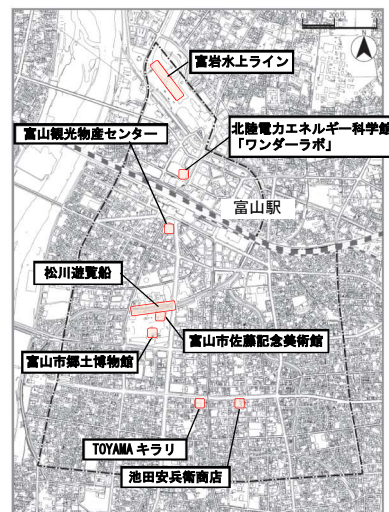 富岩水上ライン
富山観光物産センター
北陸電力エネルギー科学館
「ワンダーラボ」
富山駅
松川遊覧船
富山市佐藤記念美術館
富山市郷土博物館
TOYAMA キラリ
池田安兵衛商店